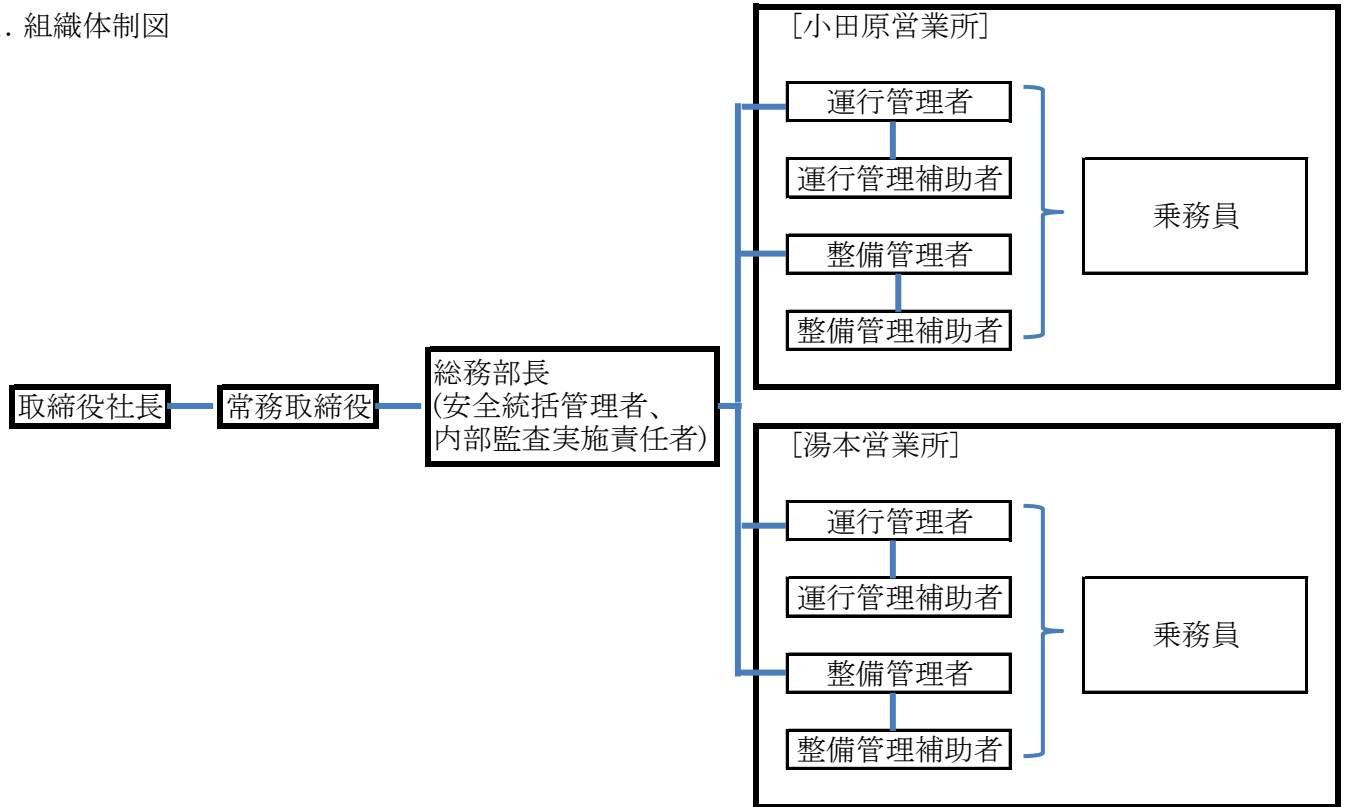 . 組織体制図
[小田原営業所]
運行管理者
運行管理補助者
整備管理者
整備管理補助者
乗務員
取締役社長
常務取締役
総務部長
(安全統括管理者、
内部監査実施責任者)
[湯本営業所]
運行管理者
運行管理補助者
整備管理者
整備管理補助者
乗務員